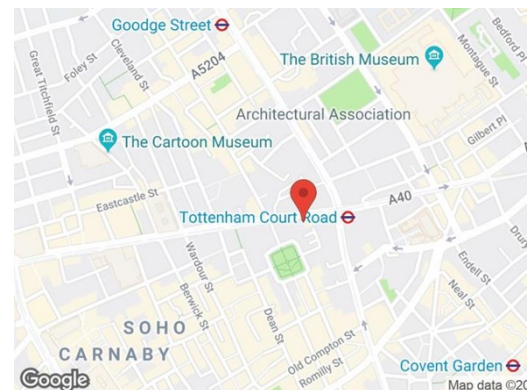 Goodge Street
Bedford Pl
Cleveland St
Foley St
Great Titchfield St
A5204
The British Museum
Montague St
Architectural Association
The Cartoon Museum
Gilbert Pl
Eastcastle St
A40
Tottenham Court Road
Drury
Wardour St
Berwick St
Endell St
Neal St
Dean St
SOHO
CARNABY
Old Compton St
Romilly St
Covent Garden
Google
Map data ©20